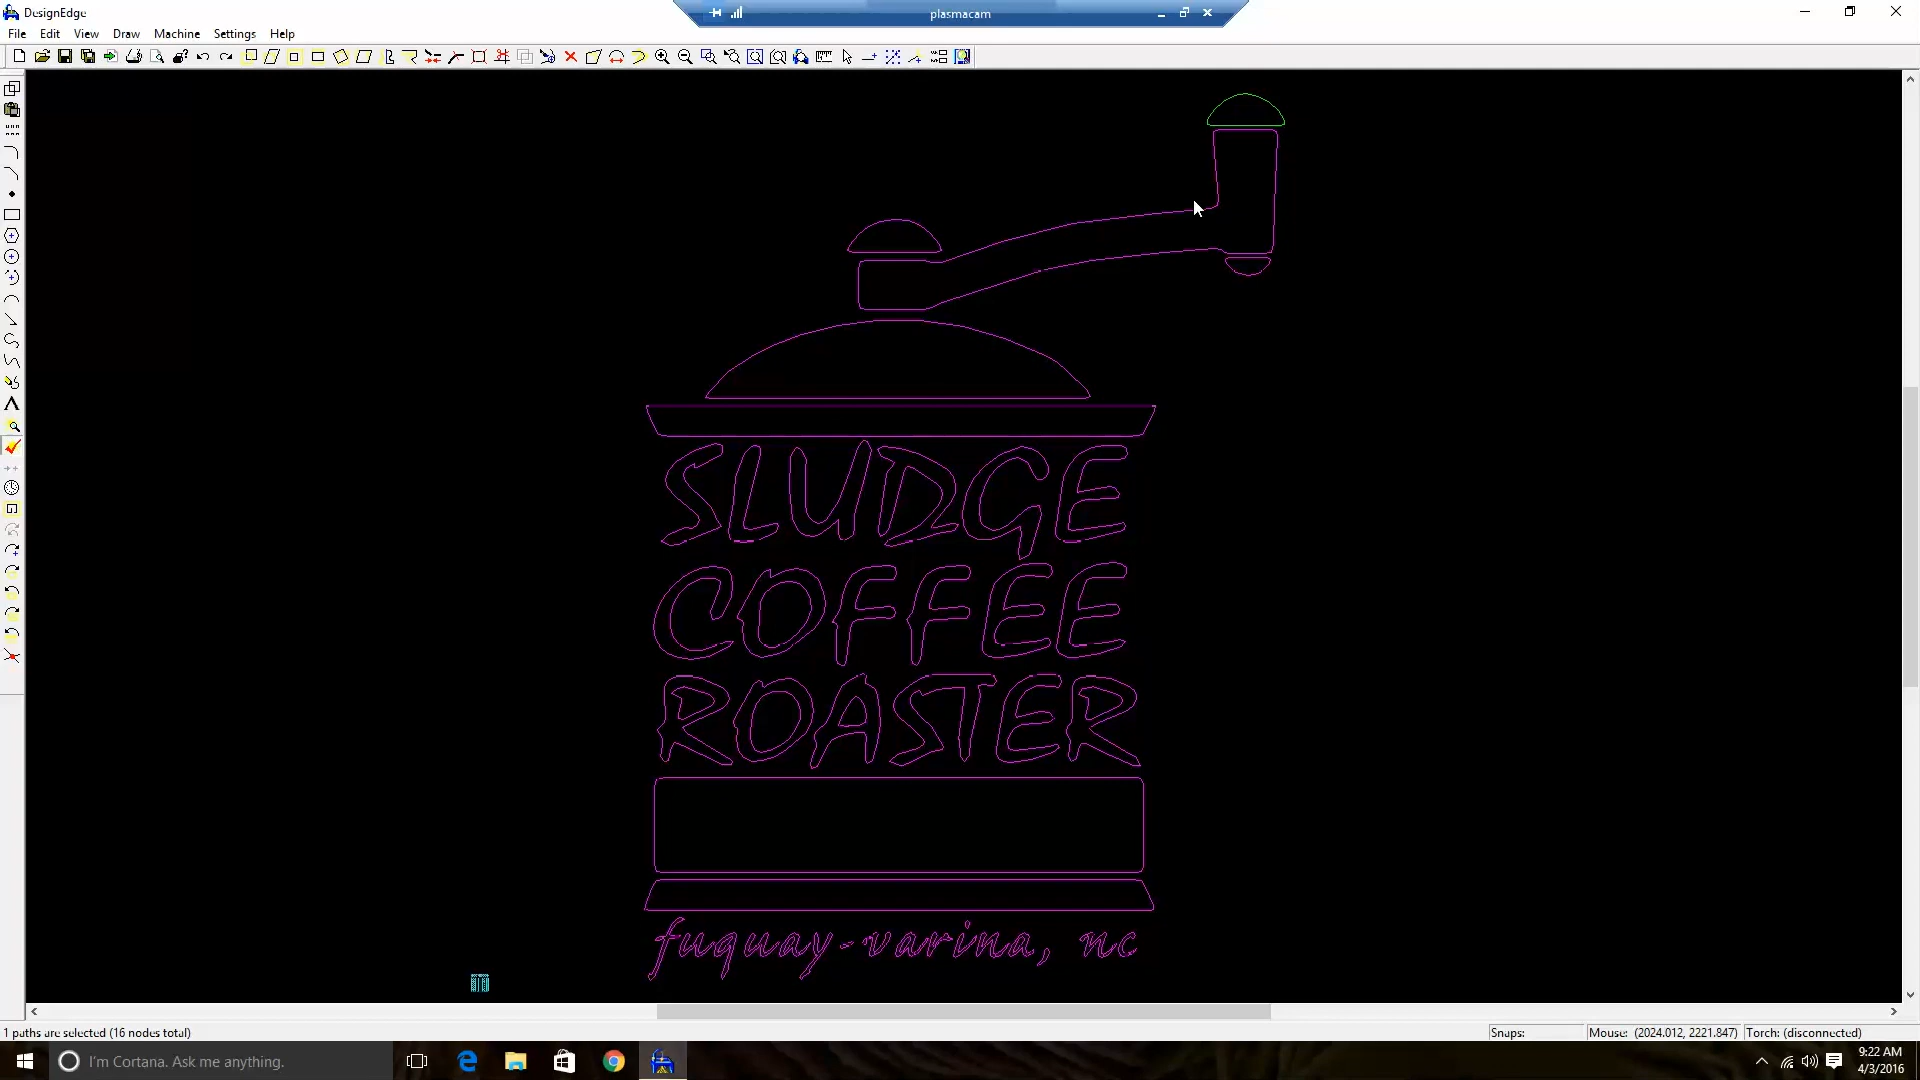 DesignEdge
plasmacam
File Edit View Draw Machine Settings Help
SLUDGE
COFFEE
ROASTER
fuquay-varina, nc
1 paths are selected (16 nodes total)
Snaps:
Mouse: (2024.012, 2221.847)
Torch: (disconnected)
I'm Cortana. Ask me anything.
9:22 AM
4/3/2016